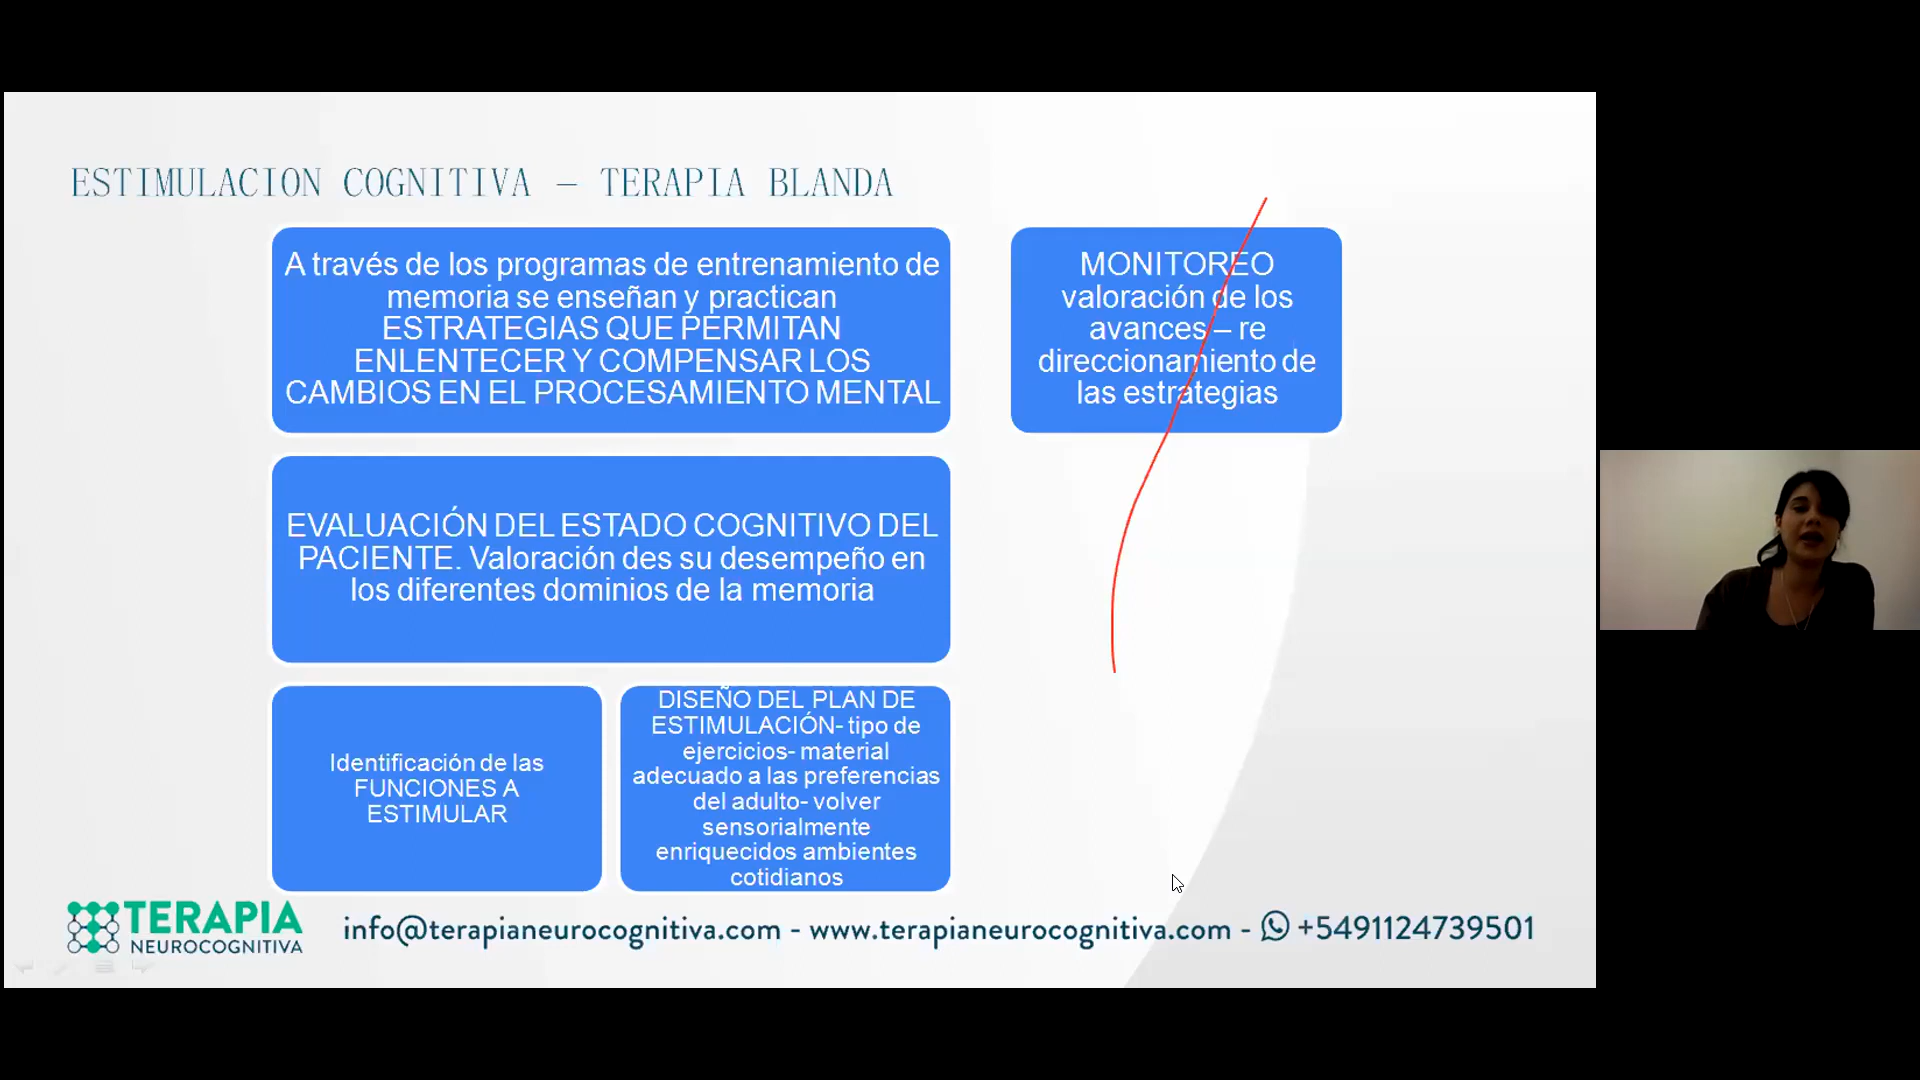 ESTIMULACION COGNITIVA – TERAPIA BLANDA
A través de los programas de entrenamiento de
memoria se enseñan y practican
ESTRATEGIAS QUE PERMITAN
ENLENTECER Y COMPENSAR LOS
CAMBIOS EN EL PROCESAMIENTO MENTAL
MONITOREO
valoración de los
avances – re
direccionamiento de
las estrategias
EVALUACIÓN DEL ESTADO COGNITIVO DEL
PACIENTE. Valoración des su desempeño en
los diferentes dominios de la memoria
Identificación de las
FUNCIONES A
ESTIMULAR
DISEÑO DEL PLAN DE
ESTIMULACIÓN- tipo de
ejercicios- material
adecuado a las preferencias
del adulto- volver
sensorialmente
enriquecidos ambientes
cotidianos
TERAPIA
NEUROCOGNITIVA
info@terapianeurocognitiva.com - www.terapianeurocognitiva.com - +5491124739501